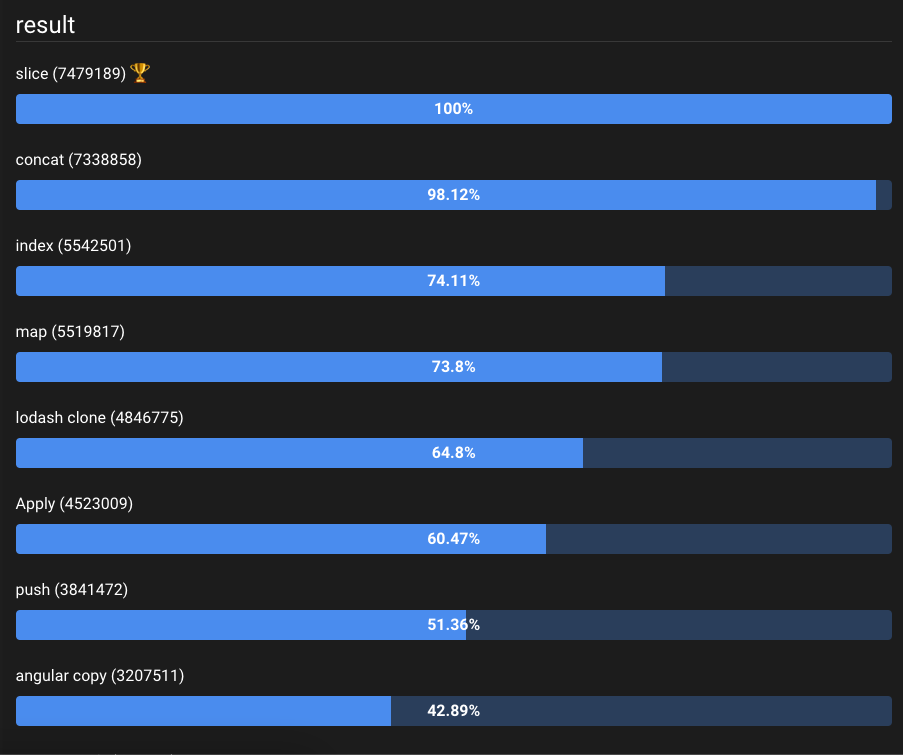 result
slice (7479189) 🏆
100%
concat (7338858)
98.12%
index (5542501)
74.11%
map (5519817)
73.8%
lodash clone (4846775)
64.8%
Apply (4523009)
60.47%
push (3841472)
51.36%
angular copy (3207511)
42.89%